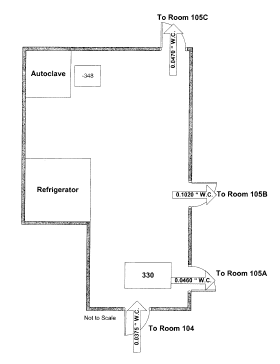 To Room 105C
0.0470 " W.C.
Autoclave
-348
Refrigerator
0.1020 " W.C.
To Room 105B
330
To Room 105A
0.0460 " W.C.
Not to Scale
To Room 104
0.0375 " W.C.